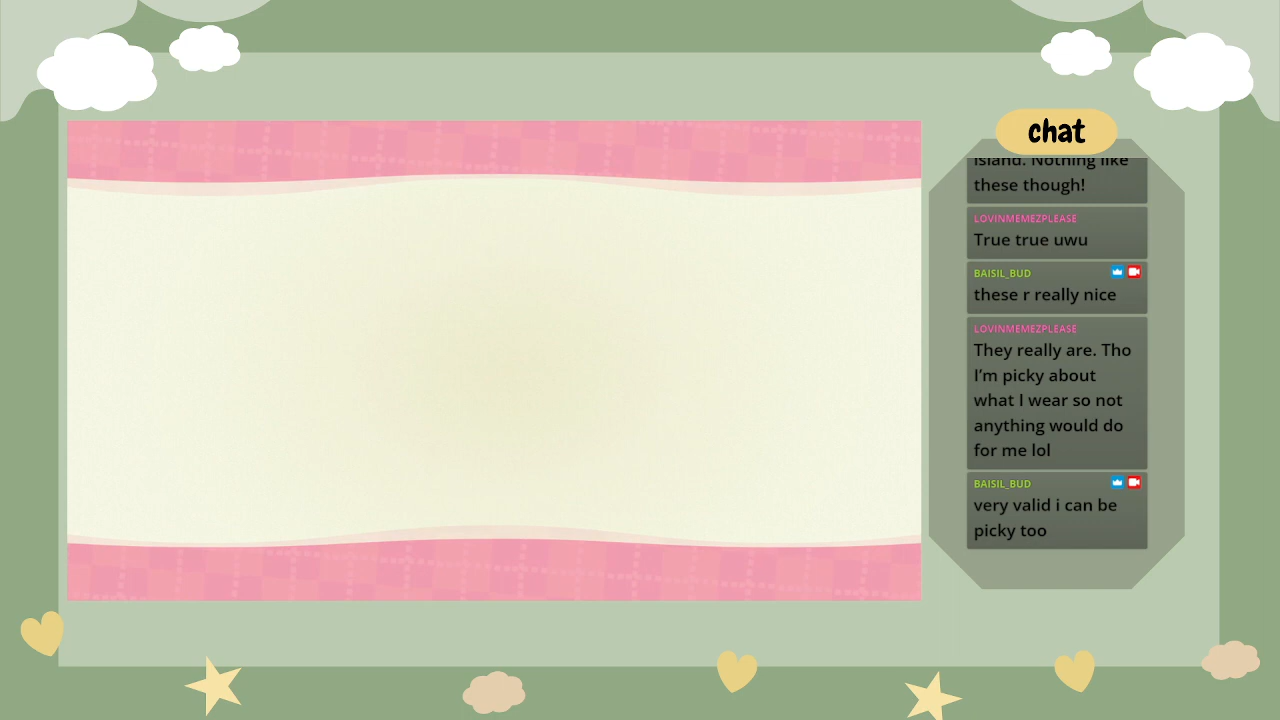 chat
island. Nothing like
these though!
LOVINMEMEZPLEASE
True true uwu
BAISIL_BUD
these r really nice
LOVINMEMEZPLEASE
They really are. Tho
I'm picky about
what I wear so not
anything would do
for me lol
BAISIL_BUD
very valid i can be
picky too